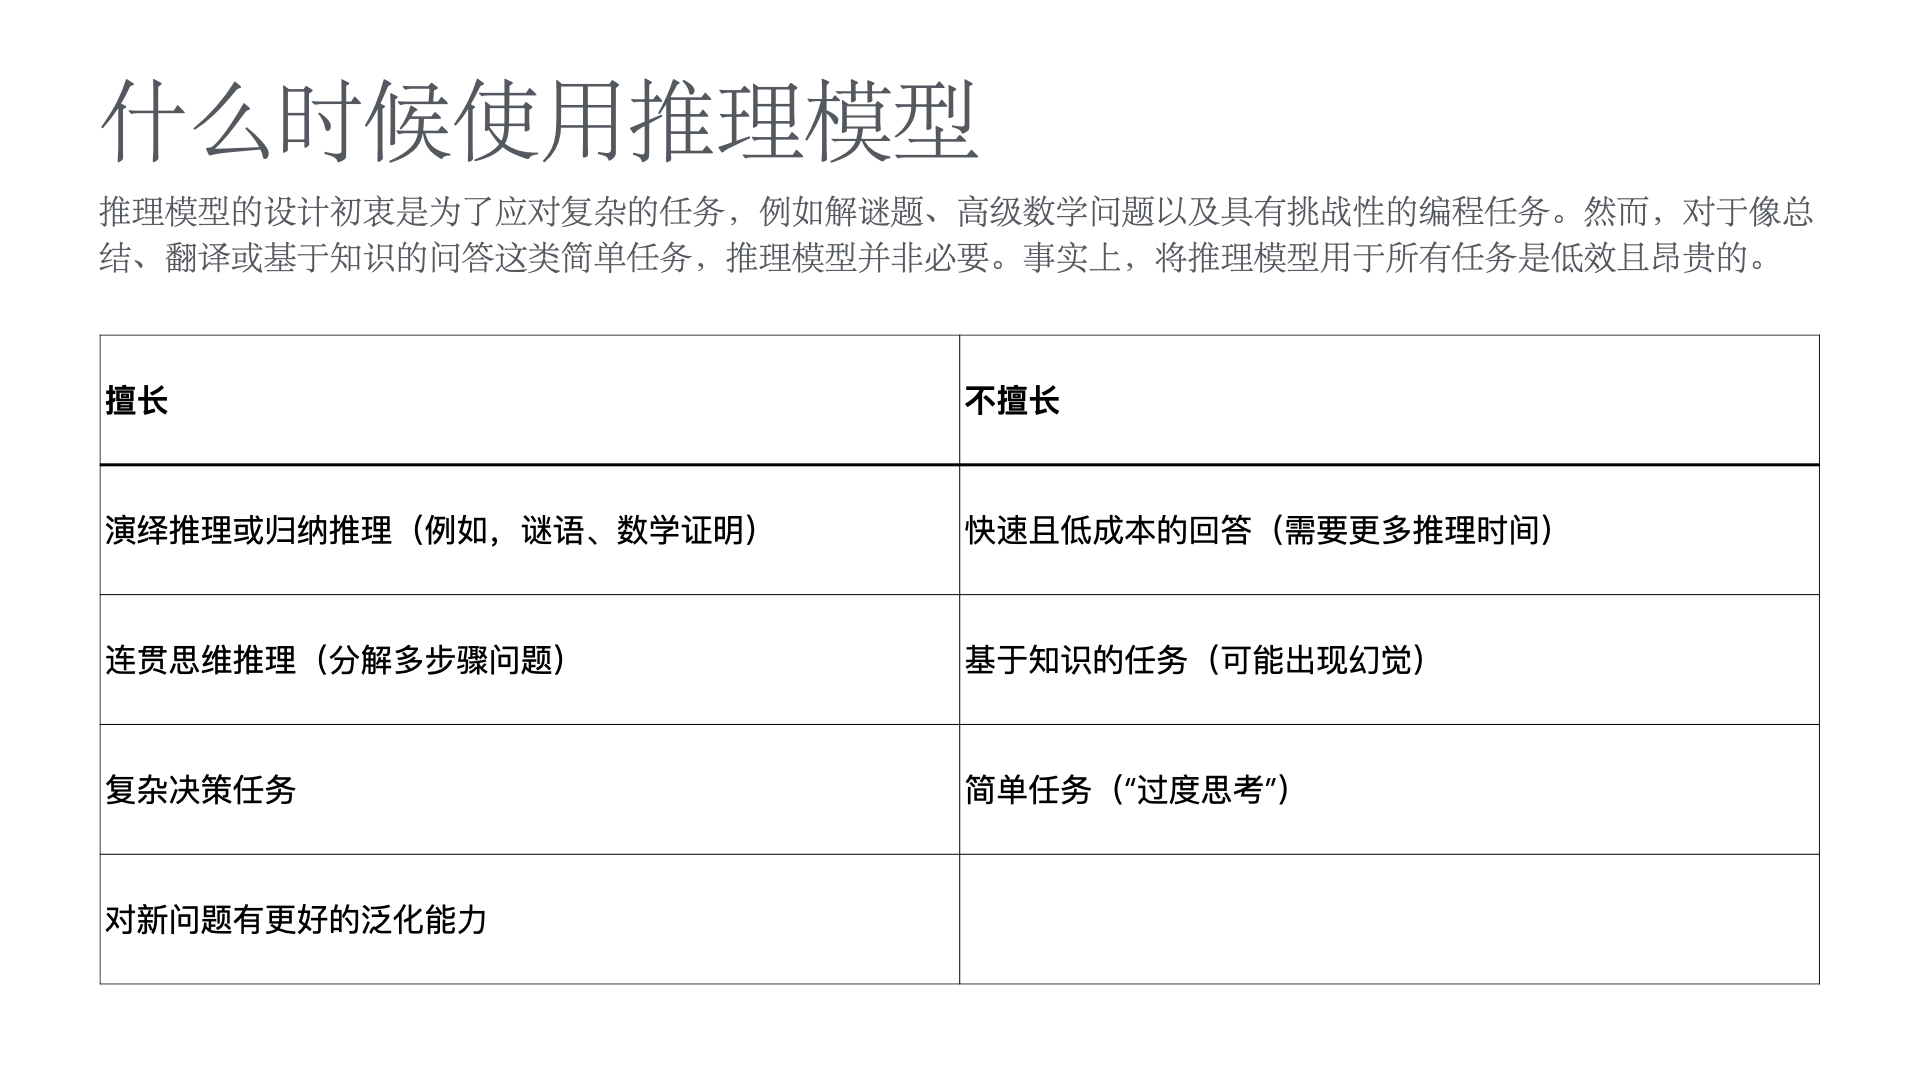 什么时候使用推理模型
推理模型的设计初衷是为了应对复杂的任务，例如解谜题、高级数学问题以及具有挑战性的编程任务。然而，对于像总
结、翻译或基于知识的问答这类简单任务，推理模型并非必要。事实上，将推理模型用于所有任务是低效且昂贵的。
擅长
不擅长
演绎推理或归纳推理（例如，谜语、数学证明）
快速且低成本的回答（需要更多推理时间）
连贯思维推理（分解多步骤问题）
基于知识的任务（可能出现幻觉）
复杂决策任务
简单任务（“过度思考”）
对新问题有更好的泛化能力